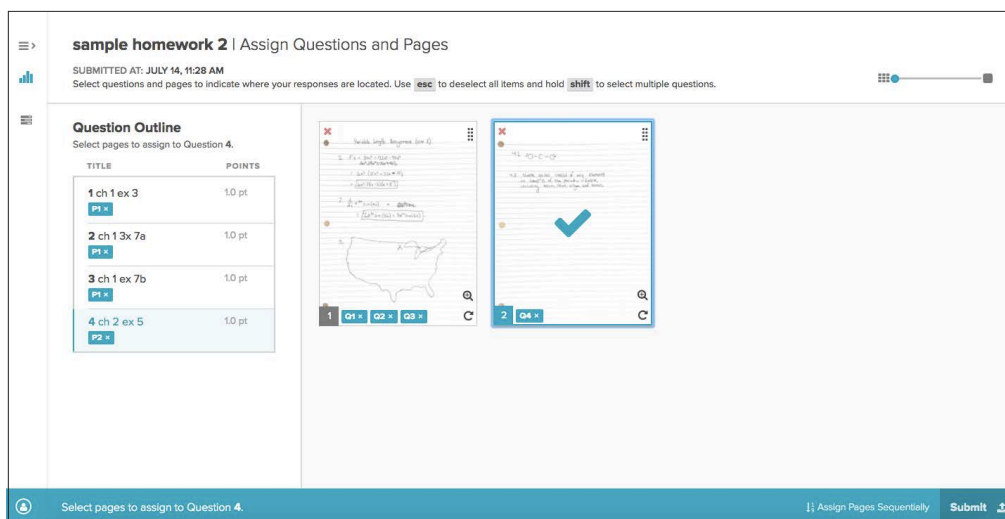 sample homework 2 | Assign Questions and Pages
SUBMITTED AT: JULY 14, 11:28 AM
Select questions and pages to indicate where your responses are located. Use esc to deselect all items and hold shift to select multiple questions.
Question Outline
Select pages to assign to Question 4.
TITLE POINTS
1 ch 1 ex 3 1.0 pt
P1 ×
2 ch 1 3x 7a 1.0 pt
P1 ×
3 ch 1 ex 7b 1.0 pt
P1 ×
4 ch 2 ex 5 1.0 pt
P2 ×
Variable Length Assignment
1 Q1 × Q2 × Q3 ×
2 Q4 ×
Select pages to assign to Question 4.
Assign Pages Sequentially Submit